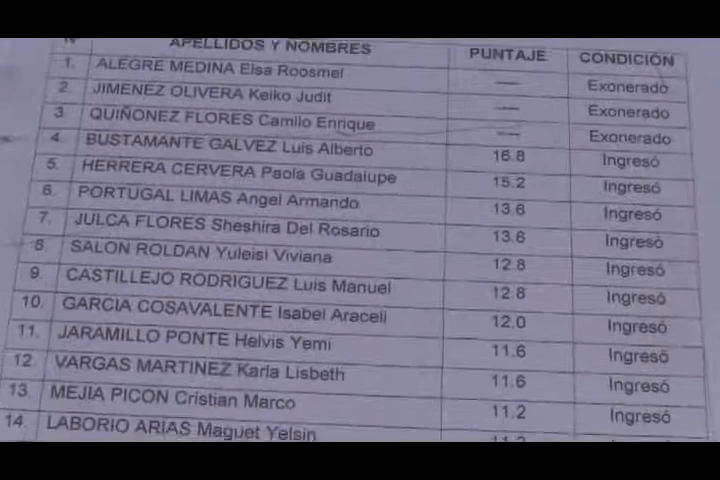 Nº APELLIDOS Y NOMBRES PUNTAJE CONDICIÓN
1. ALEGRE MEDINA Elsa Roosmel ---- Exonerado
2. JIMENEZ OLIVERA Keiko Judit ---- Exonerado
3. QUIÑONEZ FLORES Camilo Enrique ---- Exonerado
4. BUSTAMANTE GALVEZ Luis Alberto 16.8 Ingresó
5. HERRERA CERVERA Paola Guadalupe 15.2 Ingresó
6. PORTUGAL LIMAS Angel Armando 13.6 Ingresó
7. JULCA FLORES Sheshira Del Rosario 13.6 Ingresó
8. SALON ROLDAN Yuleisi Viviana 12.8 Ingresó
9. CASTILLEJO RODRIGUEZ Luis Manuel 12.8 Ingresó
10. GARCIA COSAVALENTE Isabel Araceli 12.0 Ingresó
11. JARAMILLO PONTE Helvis Yemi 11.6 Ingresó
12. VARGAS MARTINEZ Karla Lisbeth 11.6 Ingresó
13. MEJIA PICON Cristian Marco 11.2 Ingresó
14. LABORIO ARIAS Maguet Yelsin 11.2